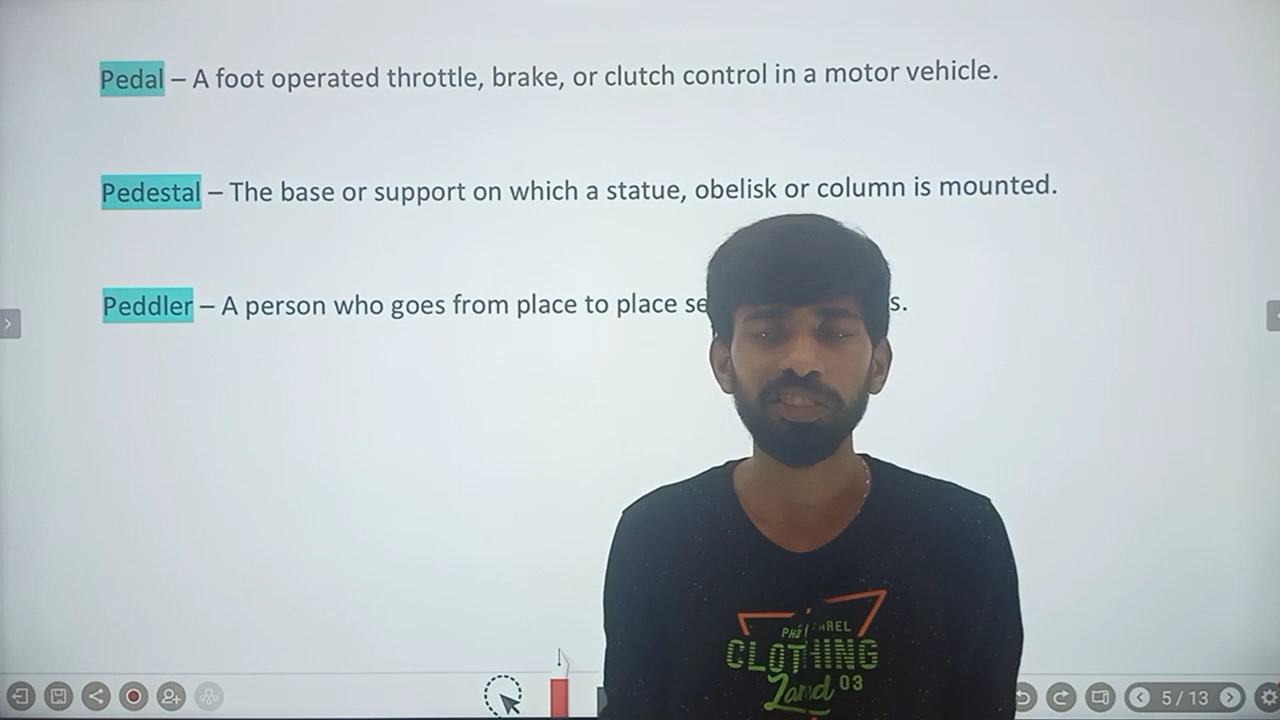 Pedal – A foot operated throttle, brake, or clutch control in a motor vehicle.
Pedestal – The base or support on which a statue, obelisk or column is mounted.
Peddler – A person who goes from place to place se s.
CLOTHING
Land 03
5 / 13